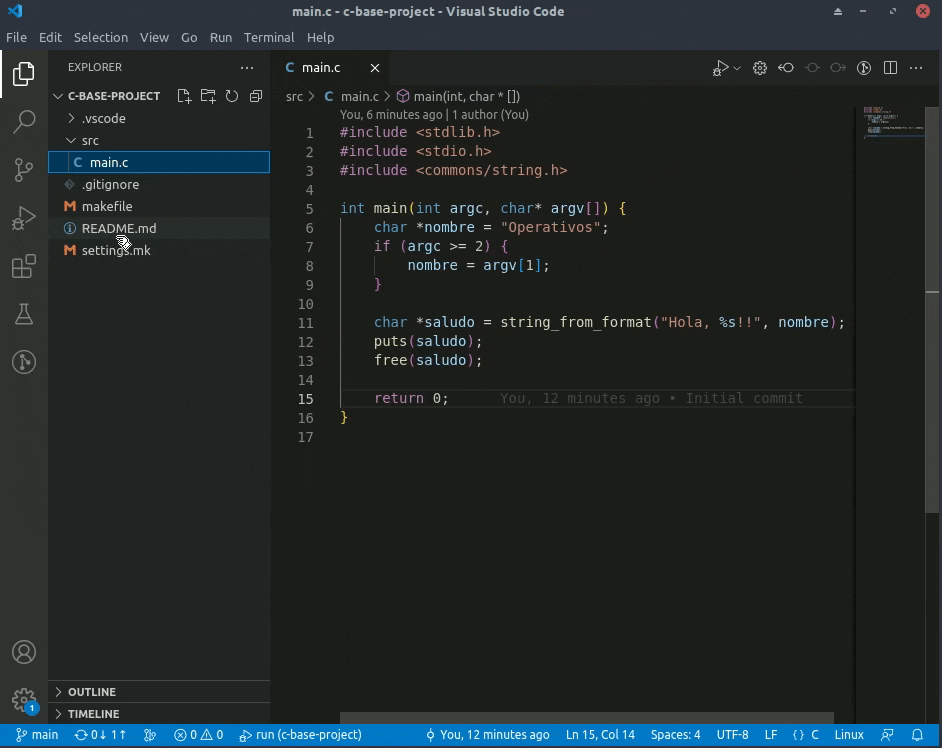 main.c - c-base-project - Visual Studio Code
File Edit Selection View Go Run Terminal Help
EXPLORER
C-BASE-PROJECT
.vscode
src
C main.c
.gitignore
makefile
README.md
settings.mk
OUTLINE
TIMELINE
C main.c
src > C main.c > main(int, char * [])
You, 6 minutes ago | 1 author (You)
1 #include <stdlib.h>
2 #include <stdio.h>
3 #include <commons/string.h>
4
5 int main(int argc, char* argv[]) {
6 char *nombre = "Operativos";
7 if (argc >= 2) {
8 nombre = argv[1];
9 }
10
11 char *saludo = string_from_format("Hola, %s!!", nombre);
12 puts(saludo);
13 free(saludo);
14
15 return 0; You, 12 minutes ago • Initial commit
16 }
17
1
main 0↓ 1↑ 0 0 run (c-base-project) You, 12 minutes ago Ln 15, Col 14 Spaces: 4 UTF-8 LF {} C Linux